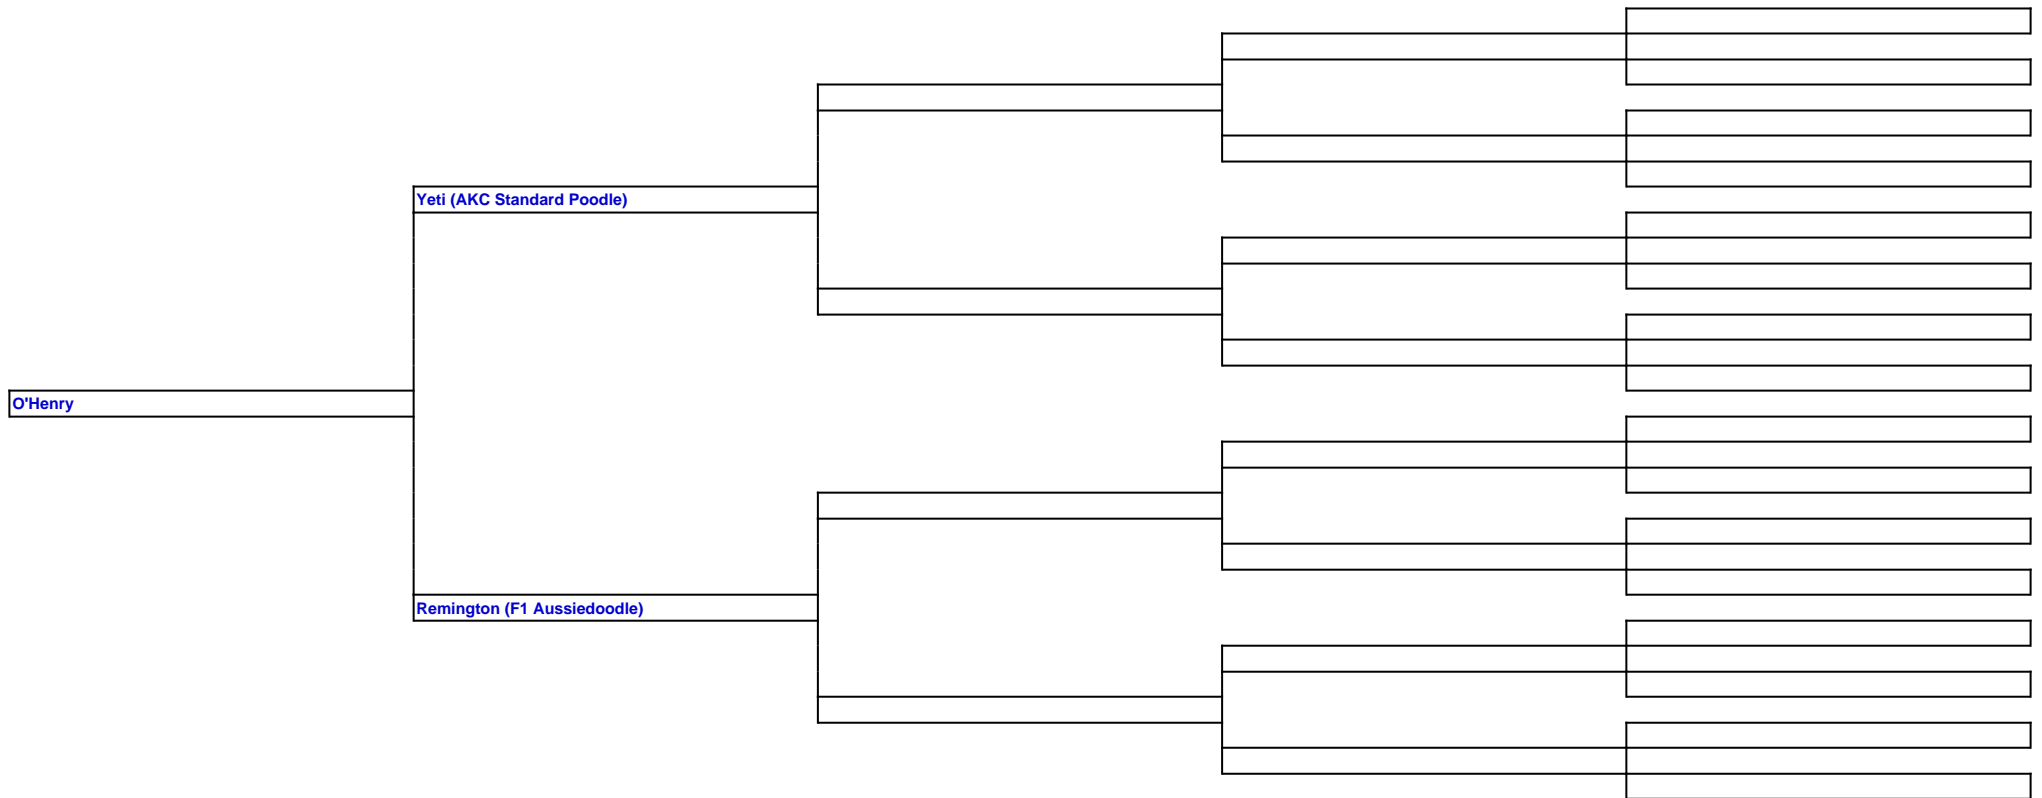 Yeti (AKC Standard Poodle)
O'Henry
Remington (F1 Aussiedoodle)